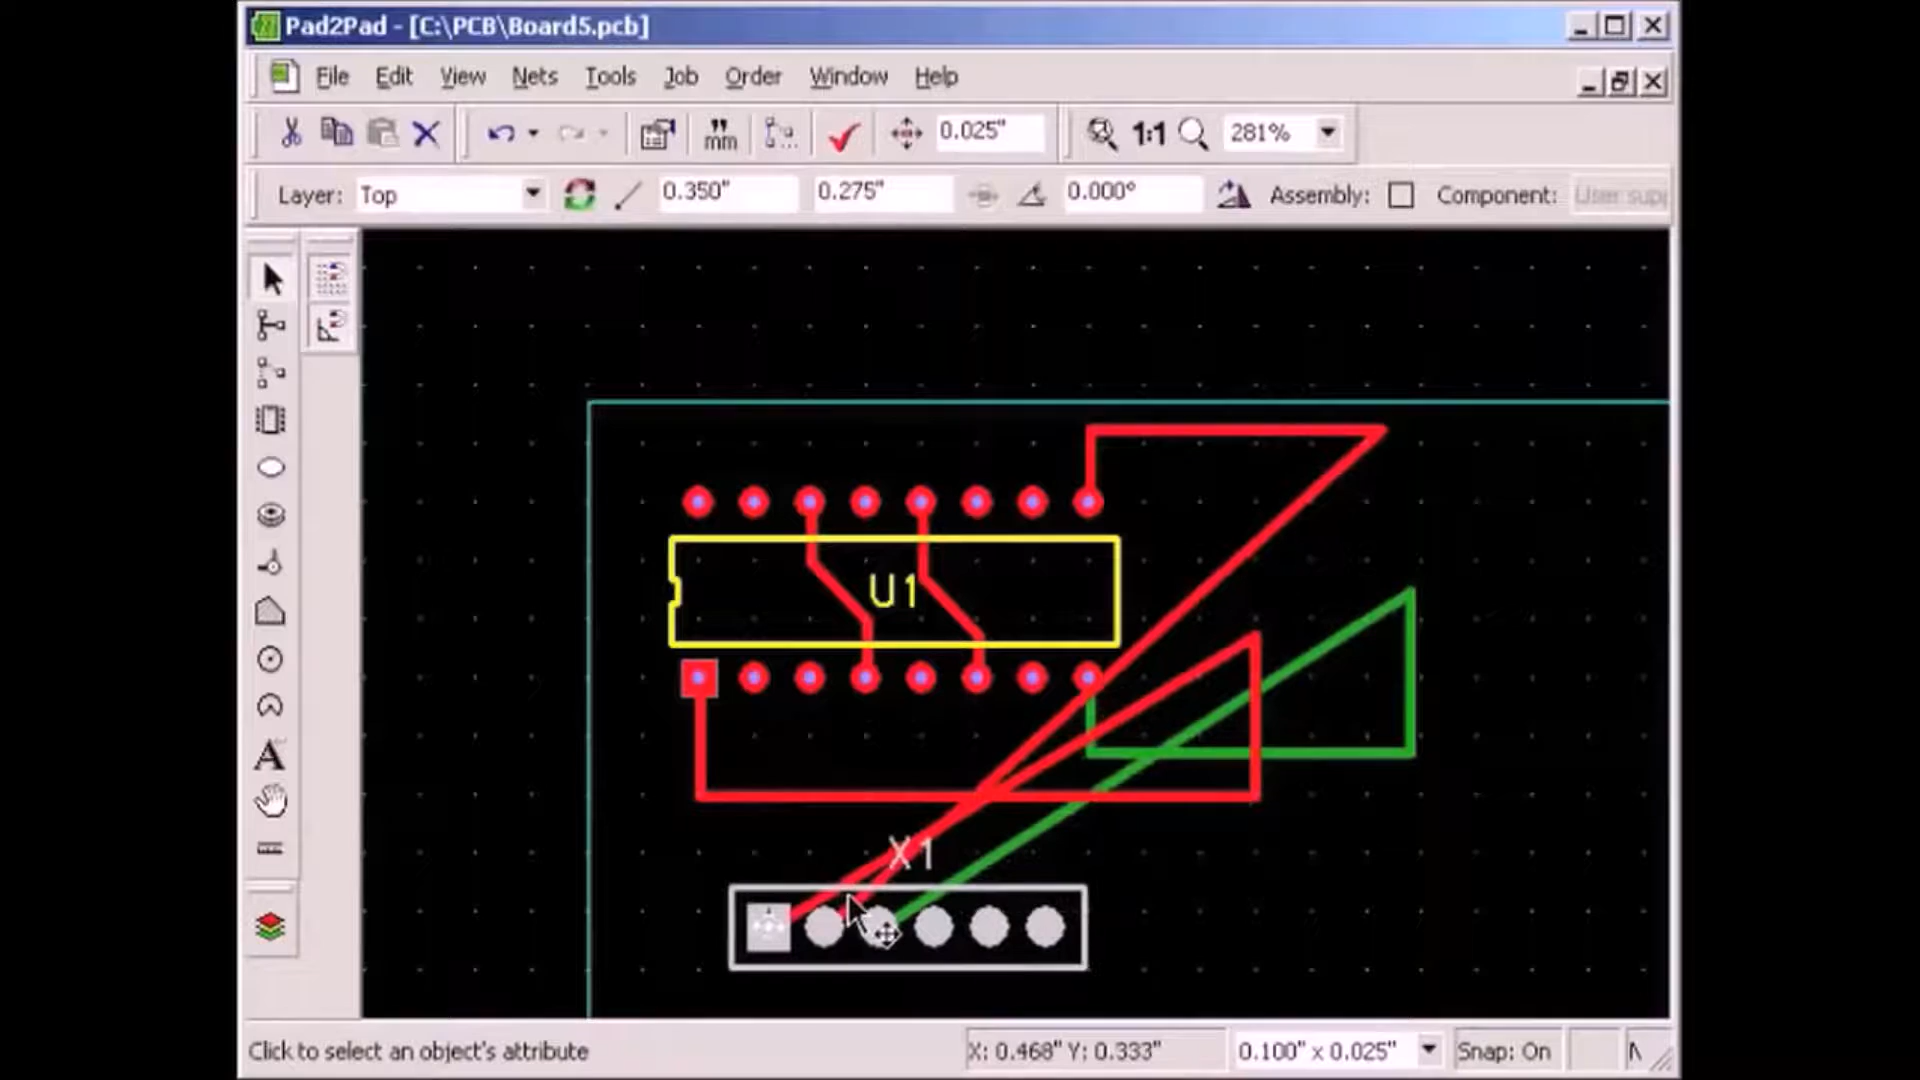 Pad2Pad - [C:\PCB\Board5.pcb]
File Edit View Nets Tools Job Order Window Help
mm 0.025" 1:1 281%
Layer: Top 0.350" 0.275" 0.000° Assembly: Component: User supp
A
U1
X1
Click to select an object's attribute X: 0.468" Y: 0.333" 0.100" x 0.025" Snap: On